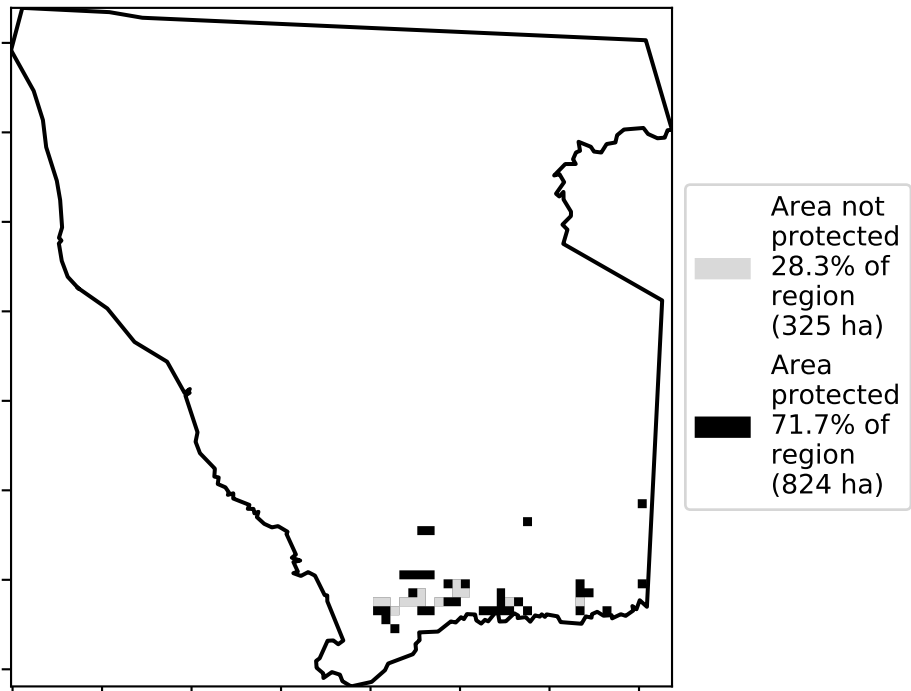 Area not
protected
28.3% of
region
(325 ha)
Area
protected
71.7% of
region
(824 ha)